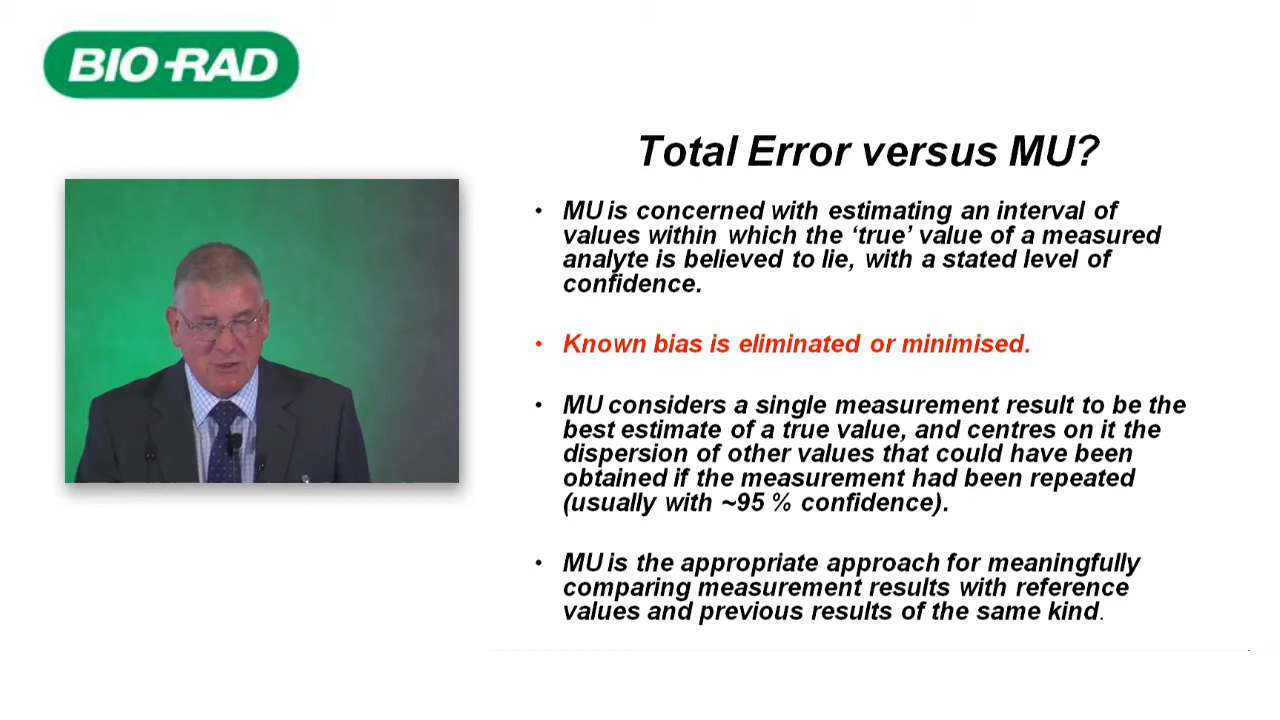 BIO-RAD
Total Error versus MU?
• MU is concerned with estimating an interval of
values within which the ‘true’ value of a measured
analyte is believed to lie, with a stated level of
confidence.
• Known bias is eliminated or minimised.
• MU considers a single measurement result to be the
best estimate of a true value, and centres on it the
dispersion of other values that could have been
obtained if the measurement had been repeated
(usually with ~95 % confidence).
• MU is the appropriate approach for meaningfully
comparing measurement results with reference
values and previous results of the same kind.